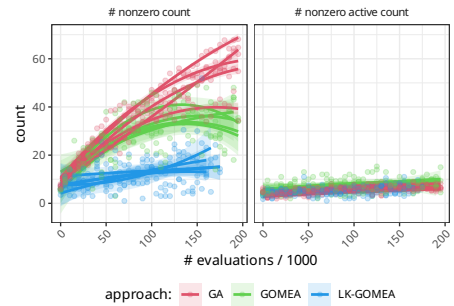 # nonzero count
# nonzero active count
count
60
40
20
0
0 50 100 150 200
0 50 100 150 200
# evaluations / 1000
approach: GA GOMEA LK-GOMEA